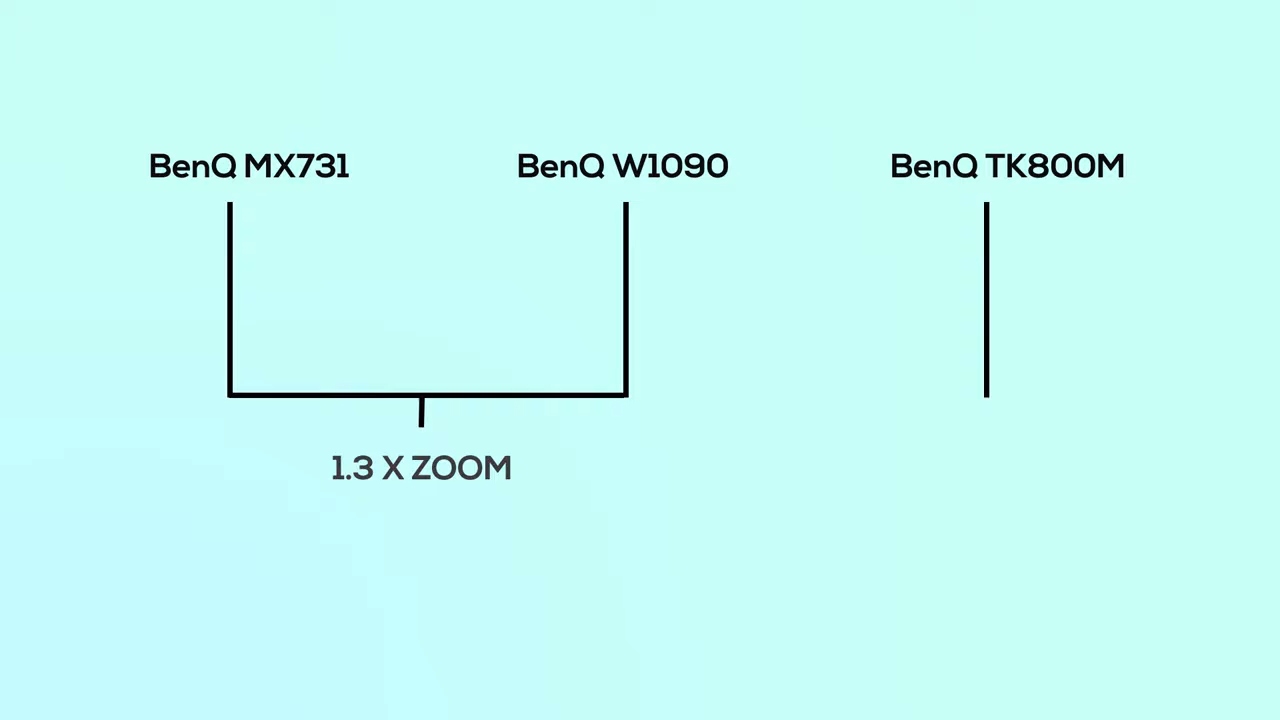 BenQ MX731
BenQ W1090
BenQ TK800M
1.3 X ZOOM